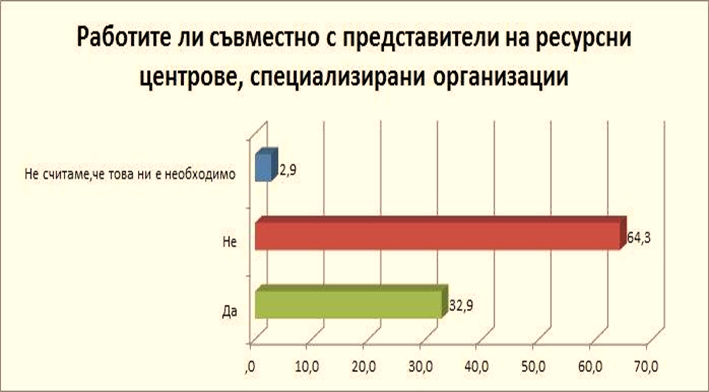 Работите ли съвместно с представители на ресурсни
центрове, специализирани организации
Не считаме,че това ни е необходимо
2,9
Не
64,3
Да
32,9
,0 10,0 20,0 30,0 40,0 50,0 60,0 70,0